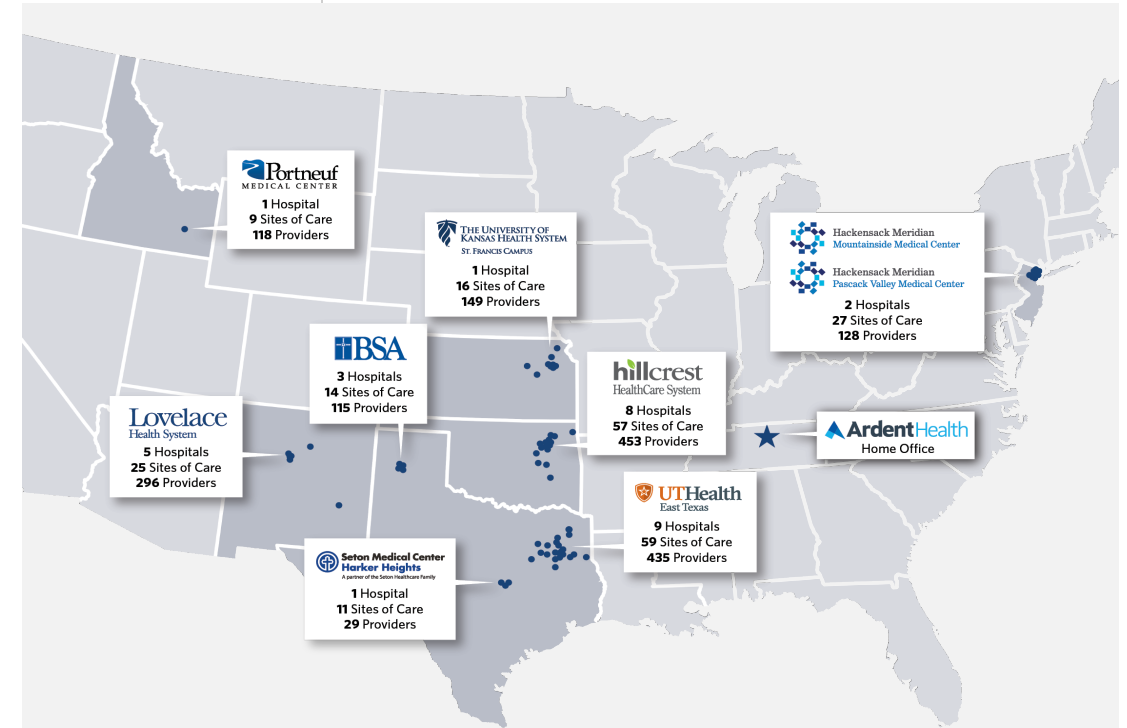 Portneuf
MEDICAL CENTER
1 Hospital
9 Sites of Care
118 Providers
THE UNIVERSITY OF
KANSAS HEALTH SYSTEM
ST. FRANCIS CAMPUS
1 Hospital
16 Sites of Care
149 Providers
Hackensack Meridian
Mountainside Medical Center
Hackensack Meridian
Pascack Valley Medical Center
2 Hospitals
27 Sites of Care
128 Providers
BSA
3 Hospitals
14 Sites of Care
115 Providers
hillcrest
HealthCare System
8 Hospitals
57 Sites of Care
453 Providers
Lovelace
Health System
5 Hospitals
25 Sites of Care
296 Providers
ArdentHealth
Home Office
UTHealth
East Texas
9 Hospitals
59 Sites of Care
435 Providers
Seton Medical Center
Harker Heights
A partner of the Seton Healthcare Family
1 Hospital
11 Sites of Care
29 Providers